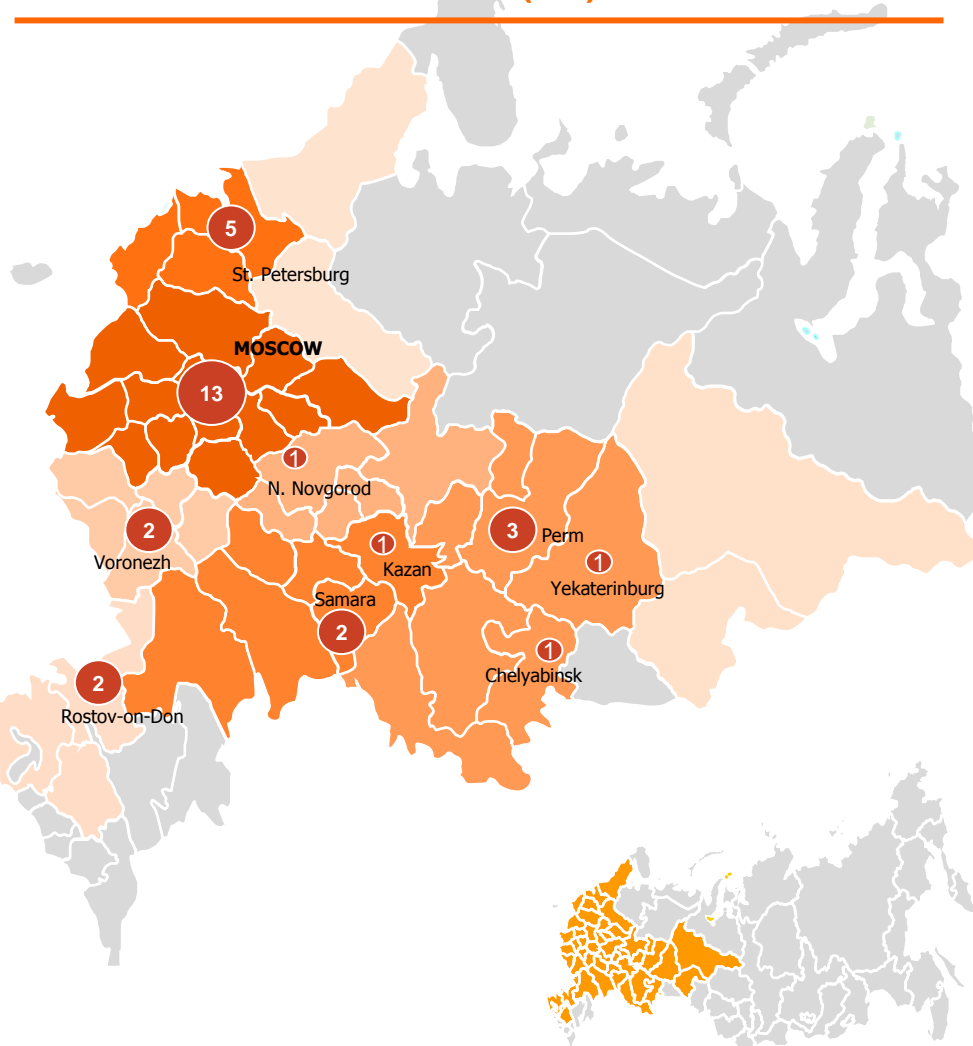 5
St. Petersburg
MOSCOW
13
1
N. Novgorod
2
Voronezh
1
Kazan
3
Perm
1
Yekaterinburg
Samara
2
1
Chelyabinsk
2
Rostov-on-Don